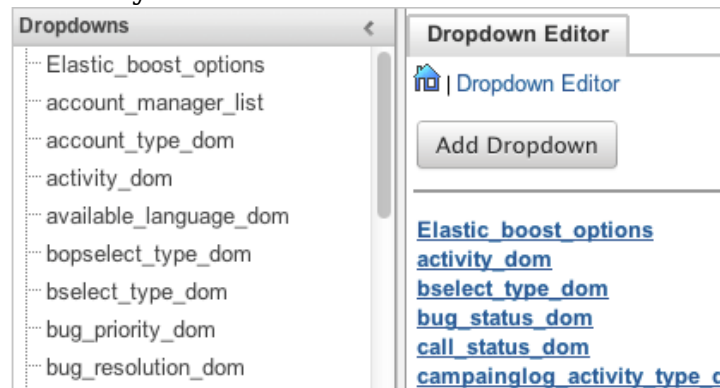 Dropdowns
Elastic_boost_options
account_manager_list
account_type_dom
activity_dom
available_language_dom
bopselect_type_dom
bselect_type_dom
bug_priority_dom
bug_resolution_dom
Dropdown Editor
| Dropdown Editor
Add Dropdown
Elastic_boost_options
activity_dom
bselect_type_dom
bug_status_dom
call_status_dom
campainglog_activity_type_d